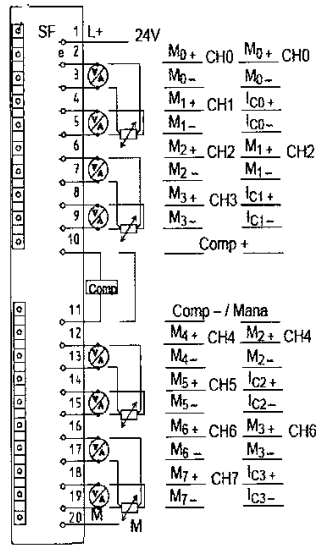 SF 1 L+ 24V
e 2 M0+ CH0 M0+ CH0
3 M0- M0-
4 M1+ CH1 IC0+
5 M1- IC0-
6 M2+ CH2 M1+ CH2
7 M2- M1-
8 M3+ CH3 IC1+
9 M3- IC1-
10 Comp +
Comp
11 Comp - / Mana
12 M4+ CH4 M2+ CH4
13 M4- M2-
14 M5+ CH5 IC2+
15 M5- IC2-
16 M6+ CH6 M3+ CH6
17 M6- M3-
18 M7+ CH7 IC3+
19 M7- IC3-
20 M M